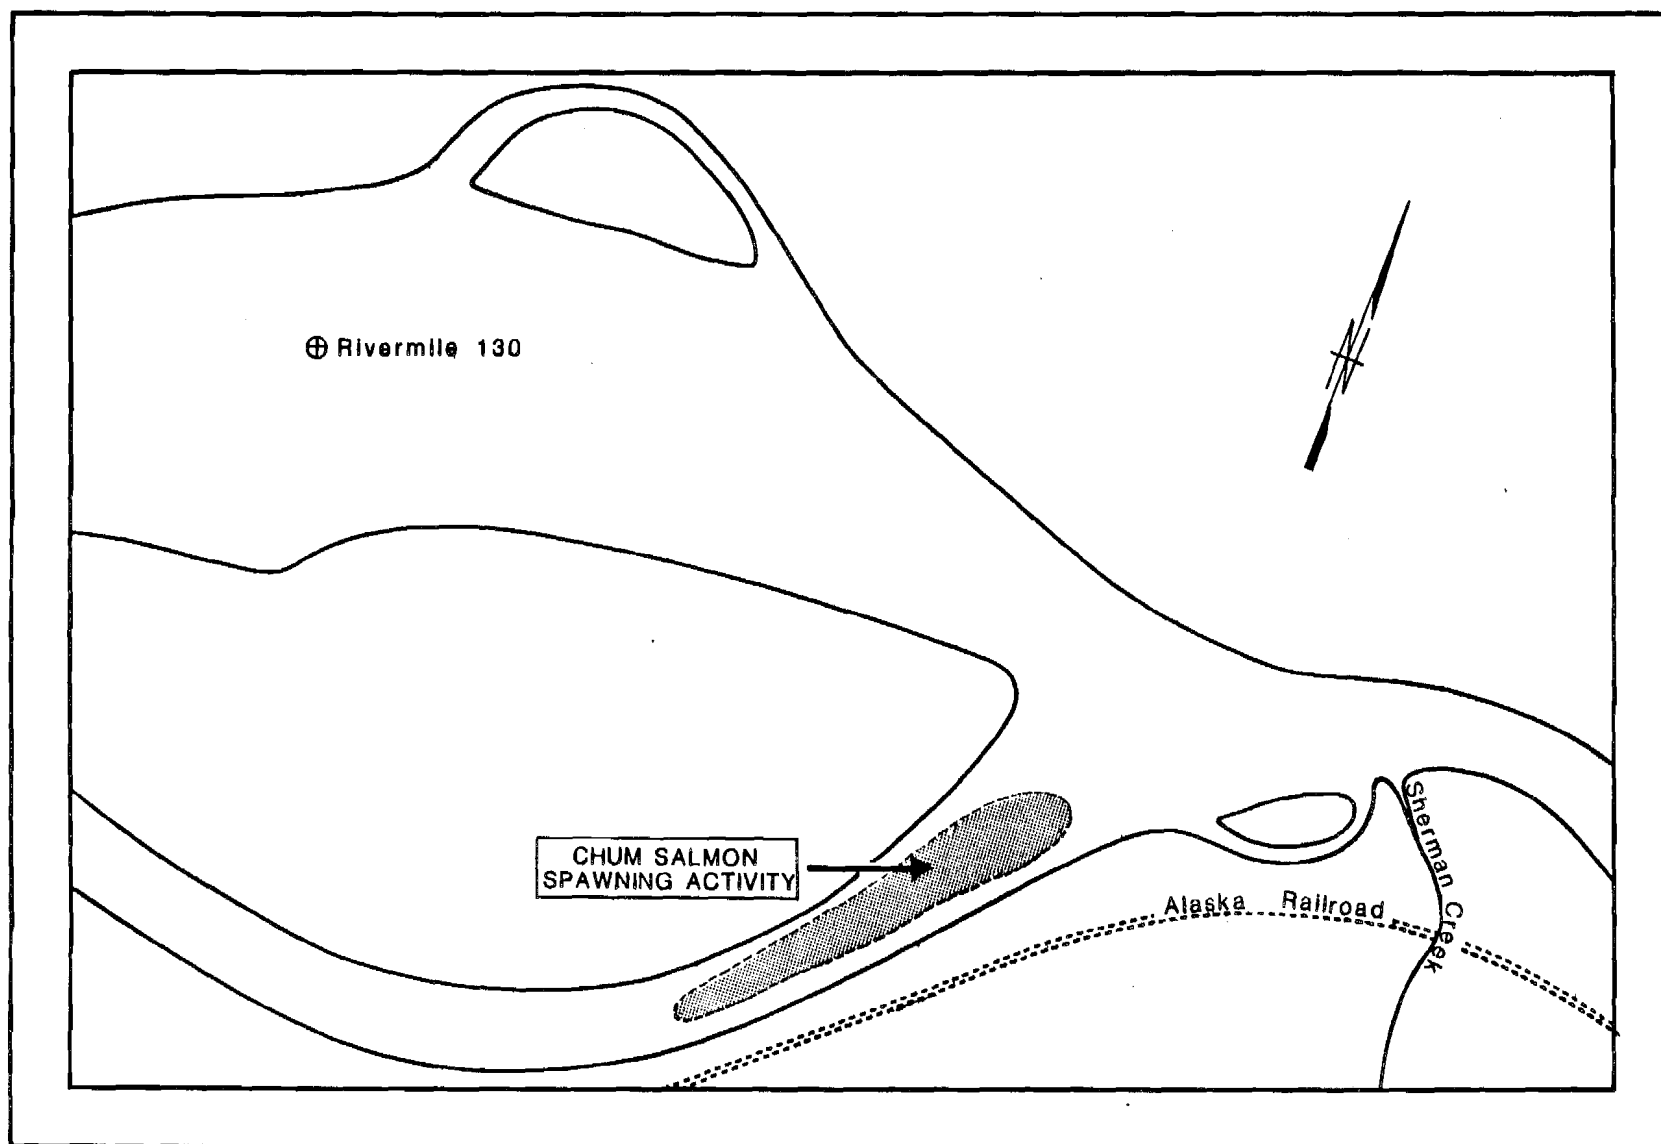 Rivermile 130
CHUM SALMON
SPAWNING ACTIVITY
Sherman Creek
Alaska Railroad
N